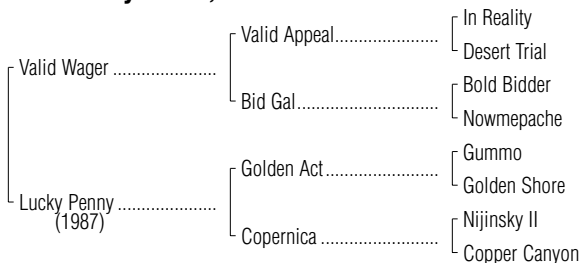 In Reality
Valid Appeal
Desert Trial
Valid Wager
Bold Bidder
Bid Gal
Nowmepache
Gummo
Golden Act
Golden Shore
Lucky Penny
(1987)
Nijinsky II
Copernica
Copper Canyon